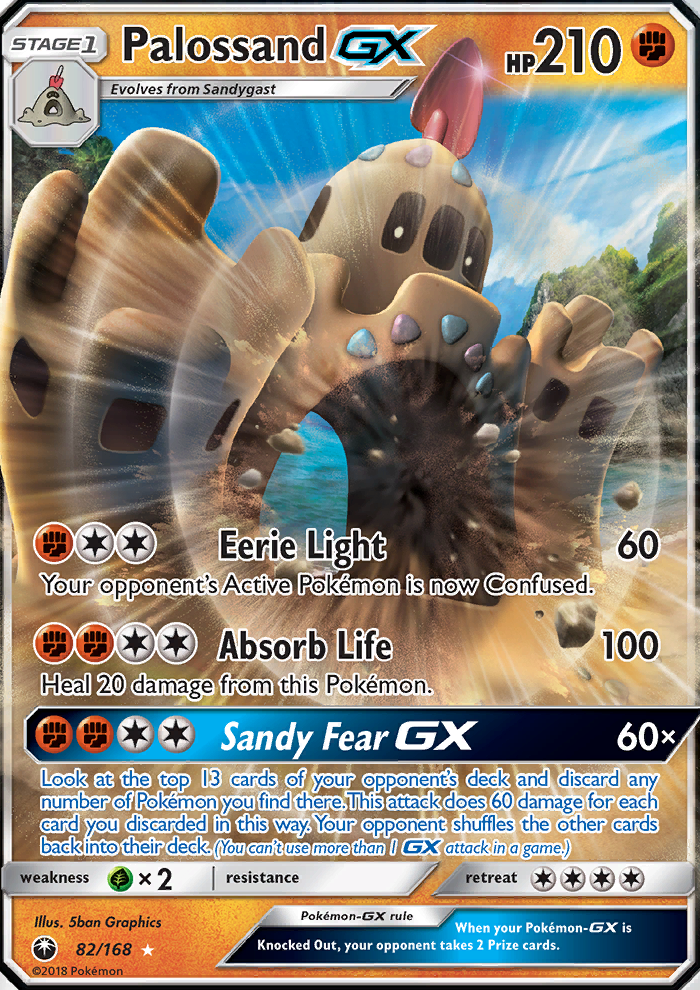 STAGE 1
Palossand GX
HP 210
Evolves from Sandygast
Eerie Light 60
Your opponent's Active Pokémon is now Confused.
Absorb Life 100
Heal 20 damage from this Pokémon.
Sandy Fear GX 60×
Look at the top 13 cards of your opponent's deck and discard any
number of Pokémon you find there. This attack does 60 damage for each
card you discarded in this way. Your opponent shuffles the other cards
back into their deck. (You can't use more than 1 GX attack in a game.)
weakness × 2 resistance retreat
Illus. 5ban Graphics
82/168
©2018 Pokémon
Pokémon-GX rule
When your Pokémon-GX is
Knocked Out, your opponent takes 2 Prize cards.